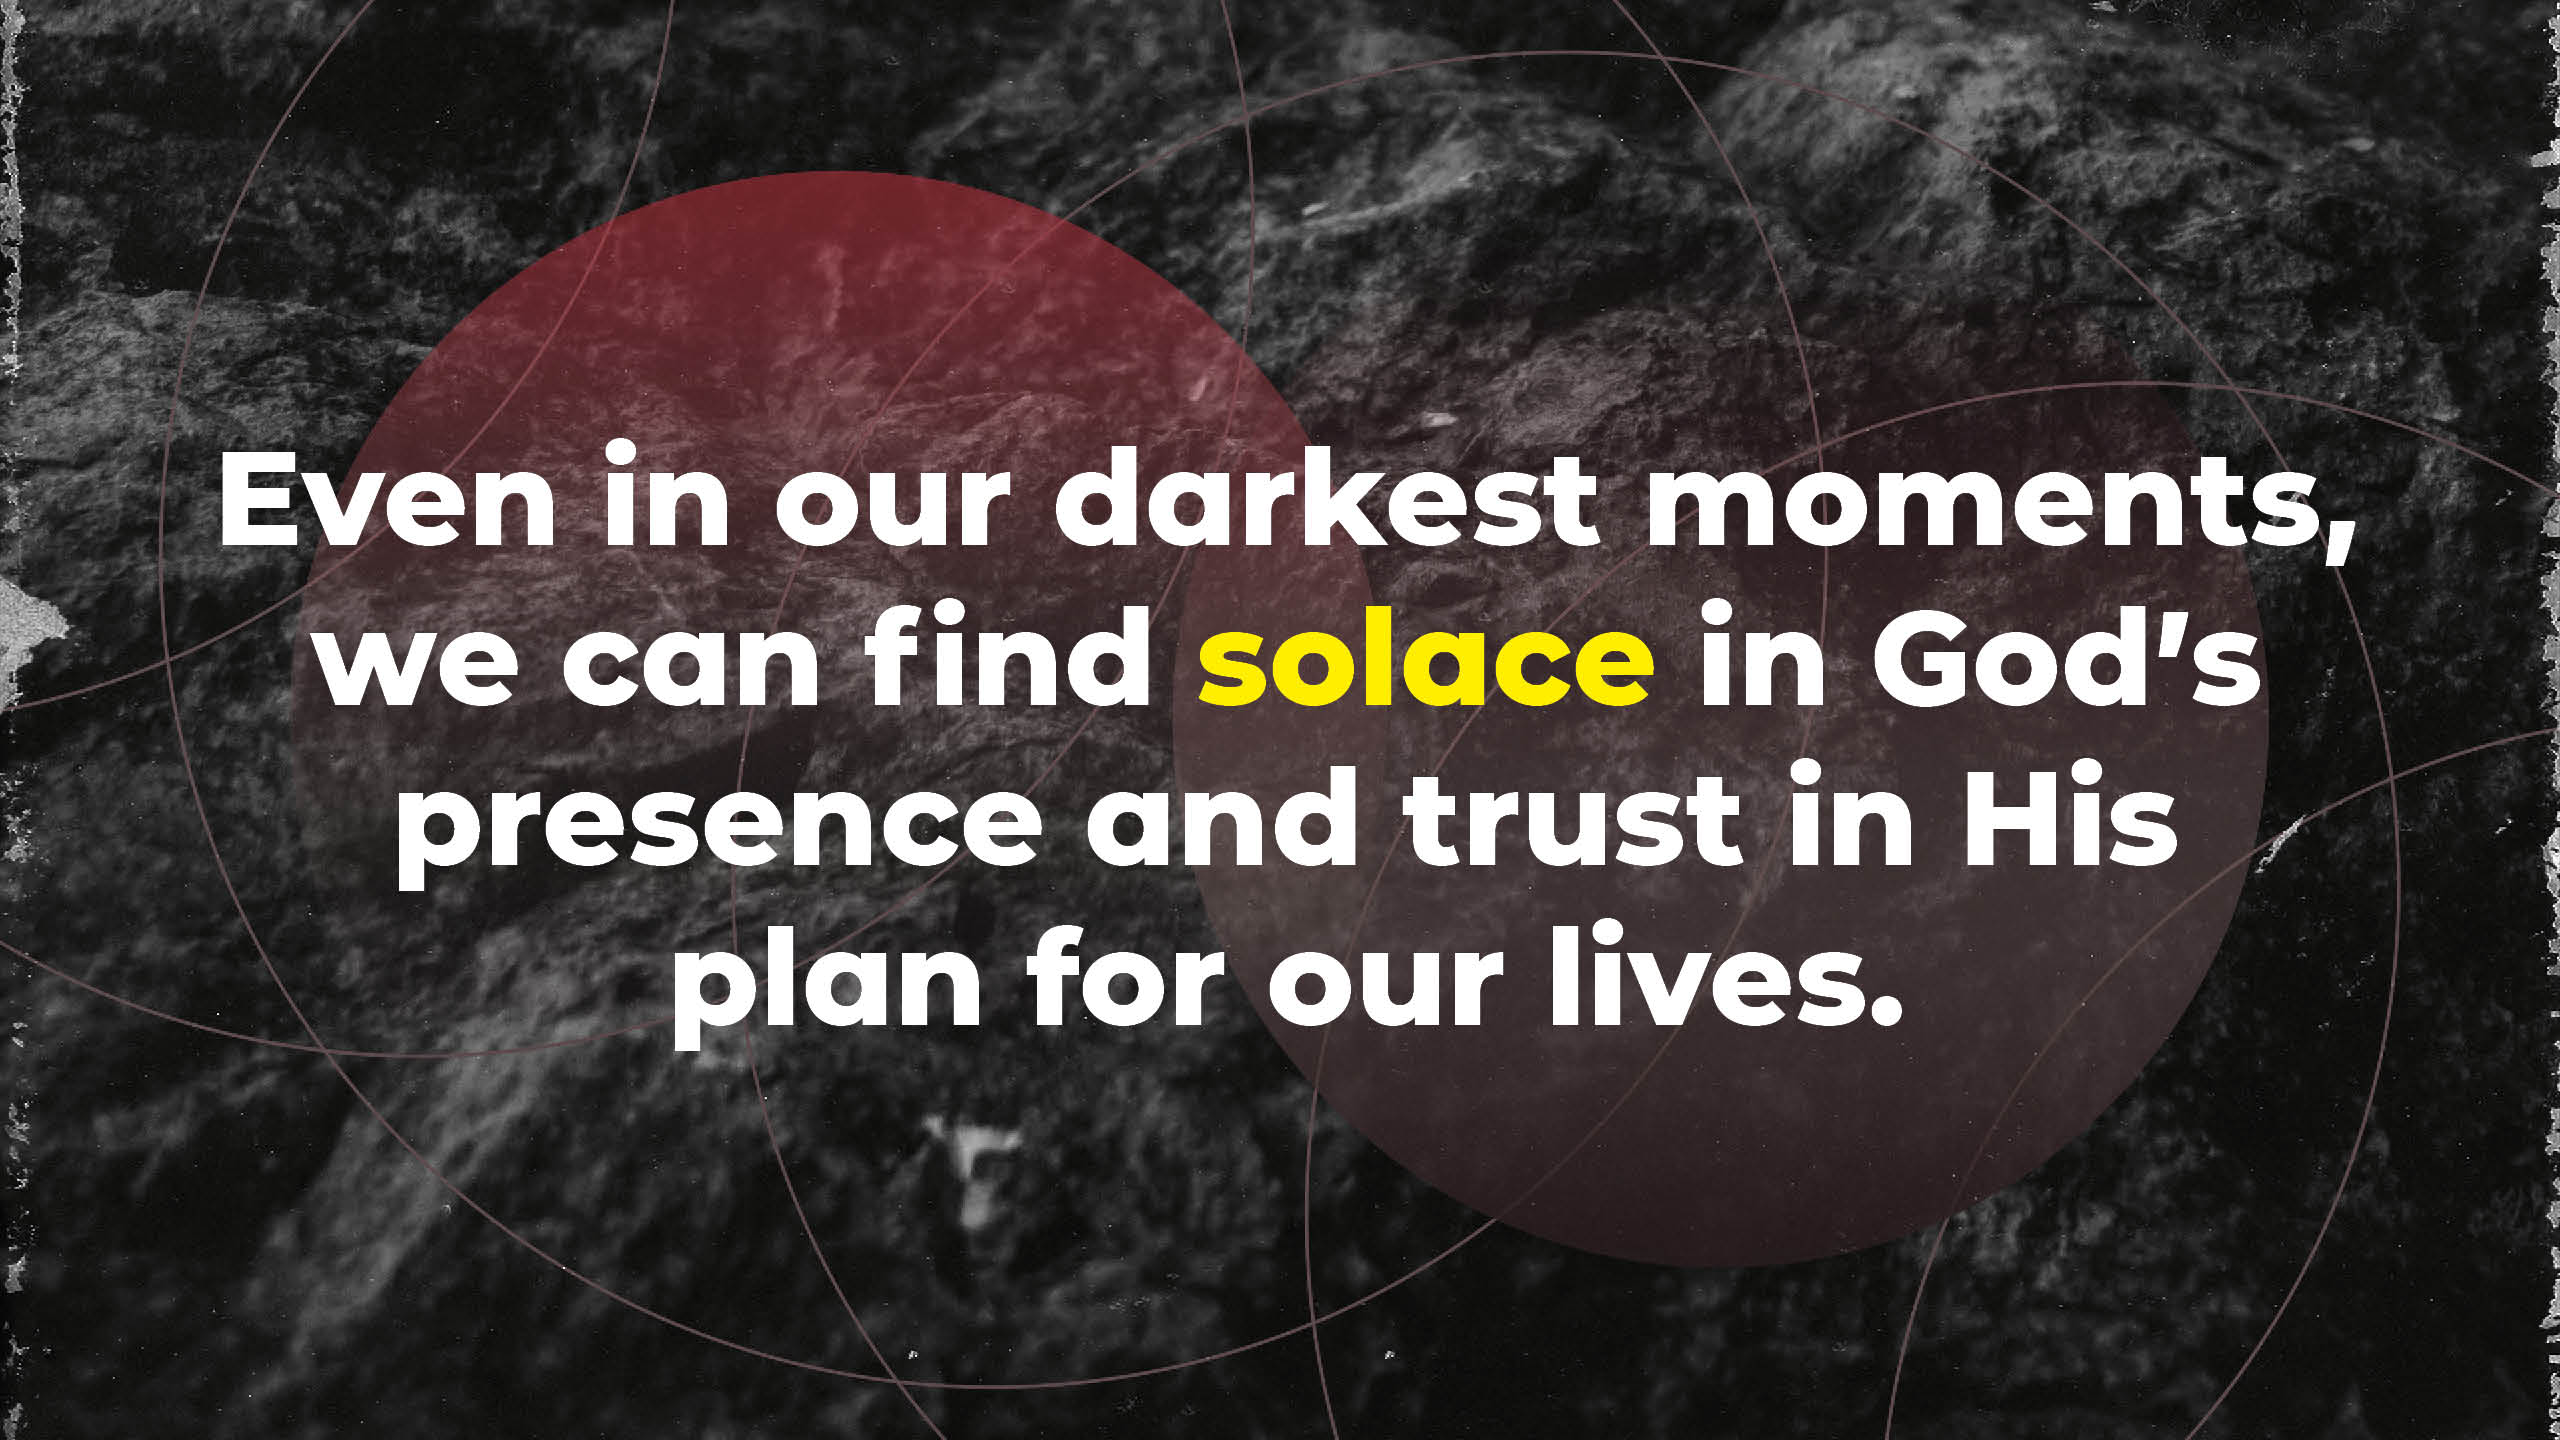 Even in our darkest moments,
we can find solace in God’s
presence and trust in His
plan for our lives.